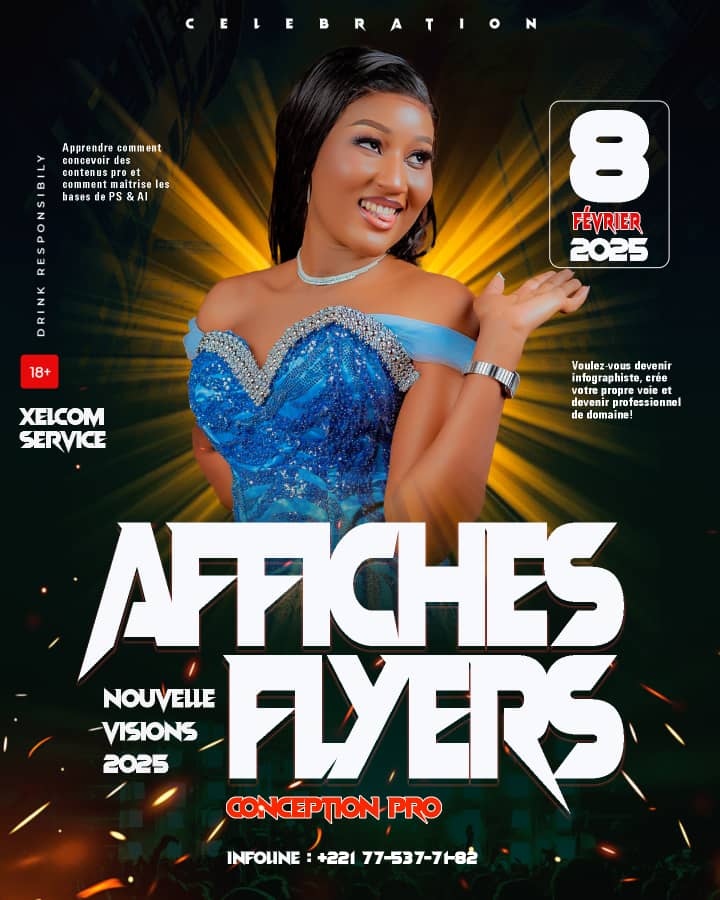 CELEBRATION
Apprendre comment
concevoir des
contenus pro et
comment maîtrise les
bases de PS & AI
DRINK RESPONSIBILY
8
FÉVRIER
2025
18+
XELCOM
SERVICE
Voulez-vous devenir
infographiste, crée
votre propre voie et
devenir professionnel
de domaine!
AFFICHES
FLYERS
NOUVELLE
VISIONS
2025
CONCEPTION PRO
INFOLINE : +221 77-537-71-82